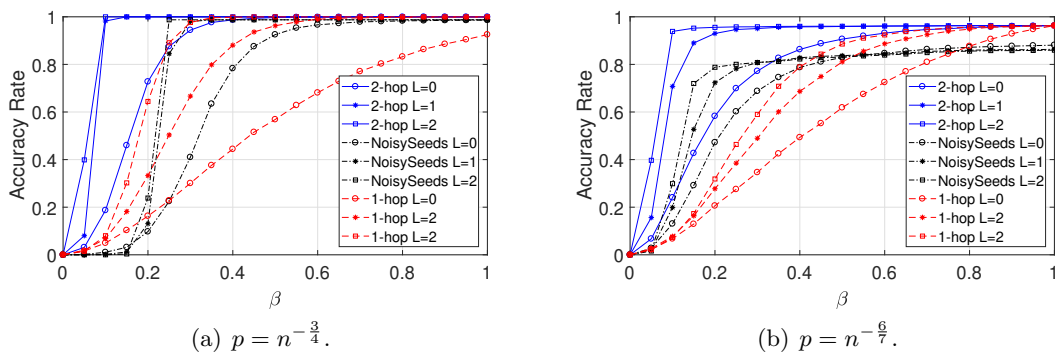 Accuracy Rate
1
0.8
0.6
0.4
0.2
0
0
0.2
0.4
0.6
0.8
1
β
2-hop L=0
2-hop L=1
2-hop L=2
NoisySeeds L=0
NoisySeeds L=1
NoisySeeds L=2
1-hop L=0
1-hop L=2
1-hop L=2
(a) p = n^{-3/4}.
Accuracy Rate
1
0.8
0.6
0.4
0.2
0
0
0.2
0.4
0.6
0.8
1
β
2-hop L=0
2-hop L=1
2-hop L=2
NoisySeeds L=0
NoisySeeds L=1
NoisySeeds L=2
1-hop L=0
1-hop L=2
1-hop L=2
(b) p = n^{-6/7}.